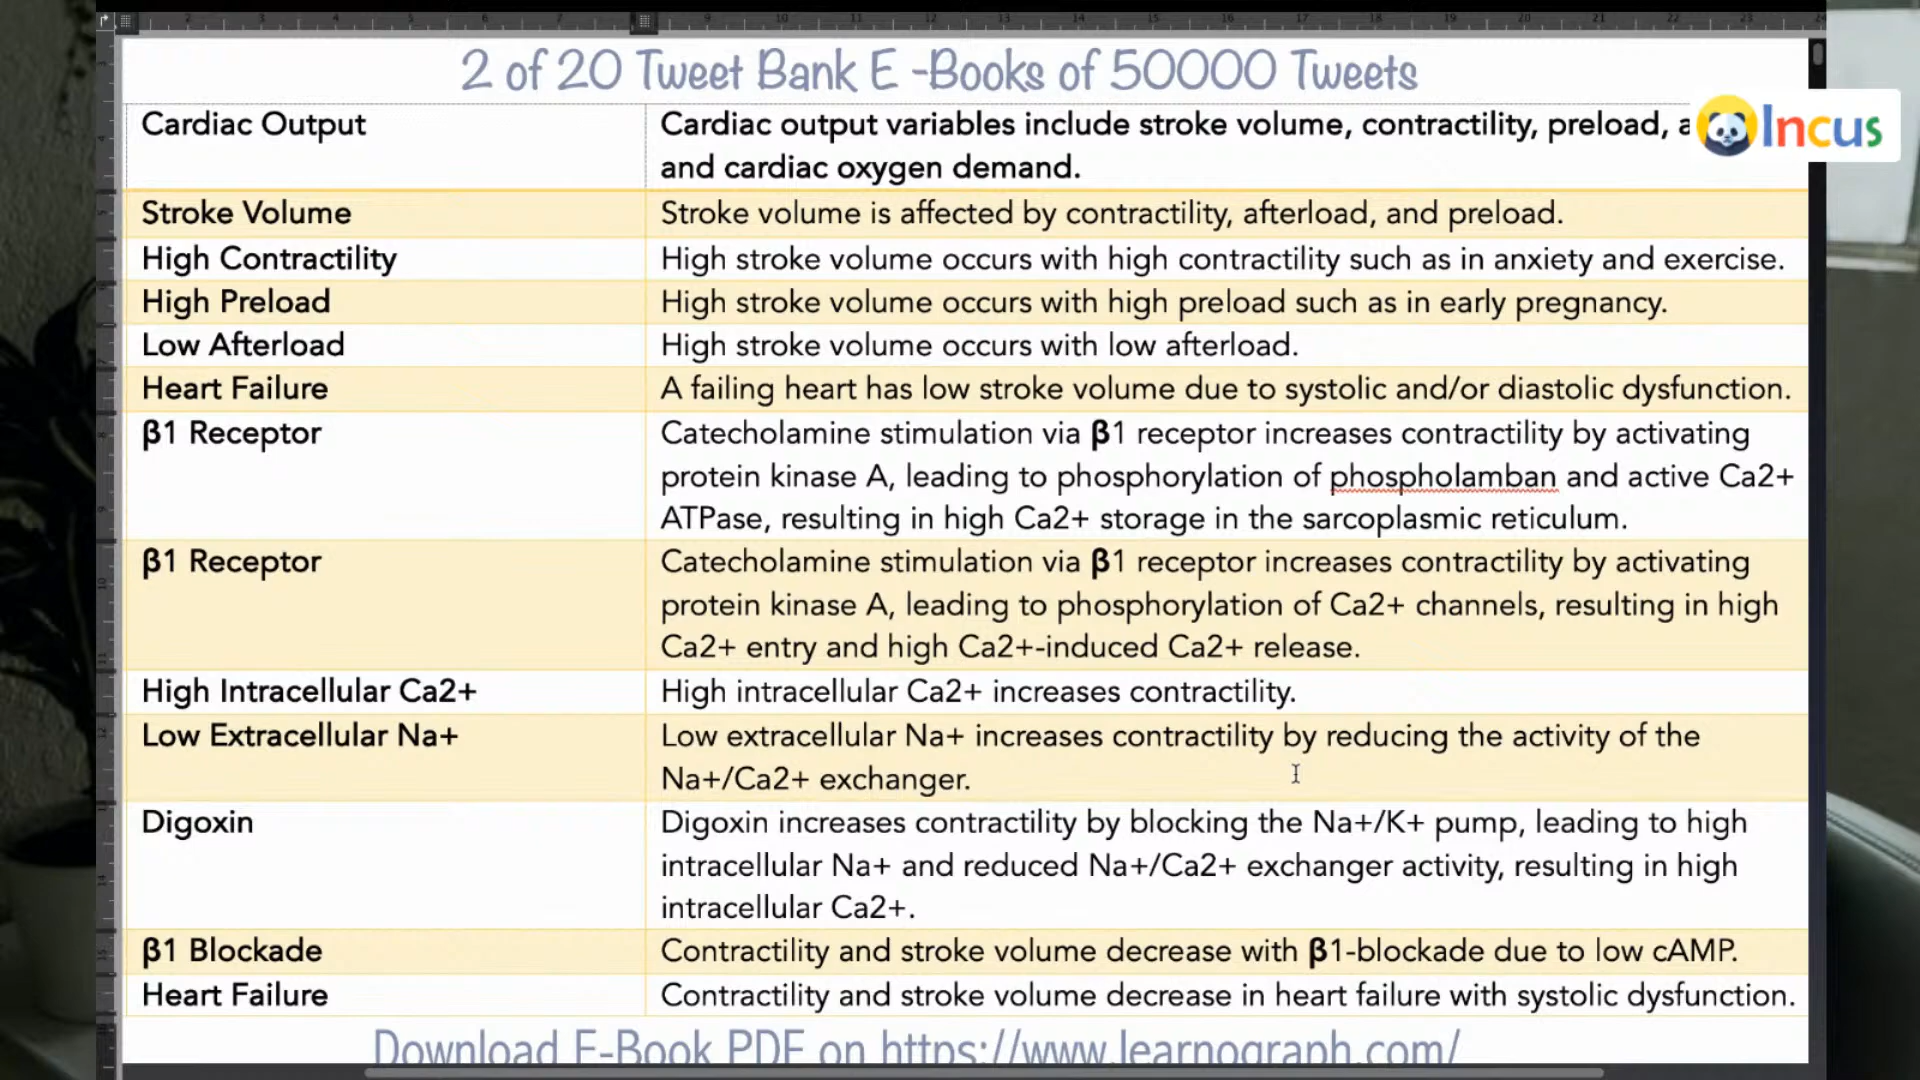 2 of 20 Tweet Bank E -Books of 50000 Tweets
Cardiac Output
Cardiac output variables include stroke volume, contractility, preload,
and cardiac oxygen demand.
Incus
Stroke Volume
Stroke volume is affected by contractility, afterload, and preload.
High Contractility
High stroke volume occurs with high contractility such as in anxiety and exercise.
High Preload
High stroke volume occurs with high preload such as in early pregnancy.
Low Afterload
High stroke volume occurs with low afterload.
Heart Failure
A failing heart has low stroke volume due to systolic and/or diastolic dysfunction.
β1 Receptor
Catecholamine stimulation via β1 receptor increases contractility by activating
protein kinase A, leading to phosphorylation of phospholamban and active Ca2+
ATPase, resulting in high Ca2+ storage in the sarcoplasmic reticulum.
β1 Receptor
Catecholamine stimulation via β1 receptor increases contractility by activating
protein kinase A, leading to phosphorylation of Ca2+ channels, resulting in high
Ca2+ entry and high Ca2+-induced Ca2+ release.
High Intracellular Ca2+
High intracellular Ca2+ increases contractility.
Low Extracellular Na+
Low extracellular Na+ increases contractility by reducing the activity of the
Na+/Ca2+ exchanger.
Digoxin
Digoxin increases contractility by blocking the Na+/K+ pump, leading to high
intracellular Na+ and reduced Na+/Ca2+ exchanger activity, resulting in high
intracellular Ca2+.
β1 Blockade
Contractility and stroke volume decrease with β1-blockade due to low cAMP.
Heart Failure
Contractility and stroke volume decrease in heart failure with systolic dysfunction.
Download E-Book PDF on https://www.learnograph.com/